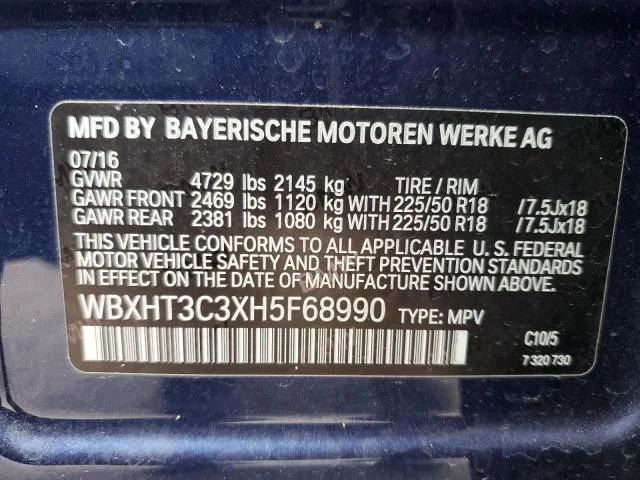 MFD BY BAYERISCHE MOTOREN WERKE AG
07/16
GVWR 4729 lbs 2145 kg TIRE / RIM
GAWR FRONT 2469 lbs 1120 kg WITH 225/50 R18 /7.5Jx18
GAWR REAR 2381 lbs 1080 kg WITH 225/50 R18 /7.5Jx18
THIS VEHICLE CONFORMS TO ALL APPLICABLE U. S. FEDERAL
MOTOR VEHICLE SAFETY AND THEFT PREVENTION STANDARDS
IN EFFECT ON THE DATE OF MANUFACTURE SHOWN ABOVE.
WBXHT3C3XH5F68990 TYPE: MPV
C10/5
7 320 730